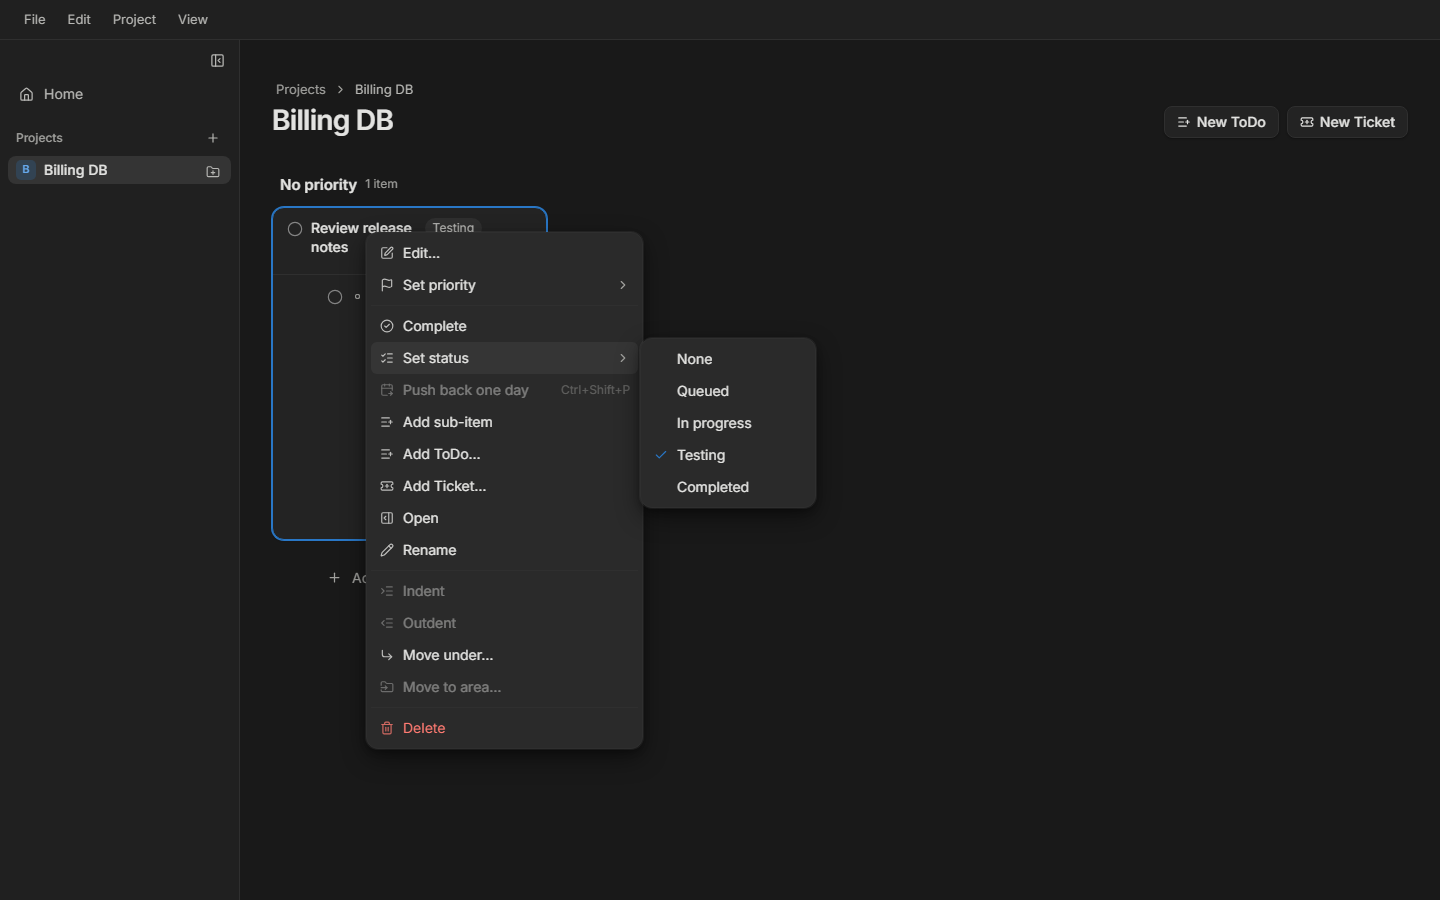 File Edit Project View
Home
Projects
B Billing DB
Projects > Billing DB
Billing DB
New ToDo New Ticket
No priority 1 item
Review release Testing
notes
Edit...
Set priority
Complete
Set status
Push back one day Ctrl+Shift+P
Add sub-item
Add ToDo...
Add Ticket...
Open
Rename
Indent
Outdent
Move under...
Move to area...
Delete
None
Queued
In progress
Testing
Completed